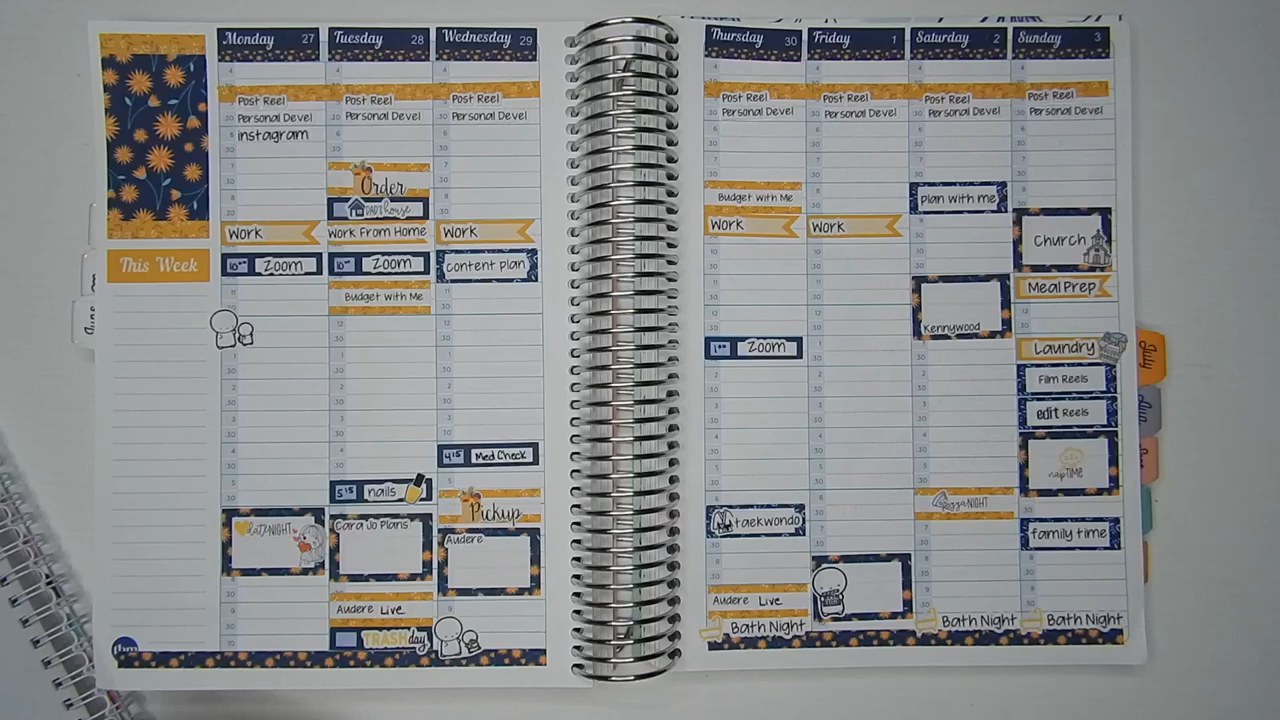 Monday 27
Post Reel
Personal Devel
instagram
Work
10 Zoom
Tuesday 28
Post Reel
Personal Devel
Order
DAD'S house
Work From Home
10 Zoom
Budget with Me
5 15 nails
Cara Jo Plans
Audere Live
TRASH day
Wednesday 29
Post Reel
Personal Devel
Work
content plan
4 15 Med Check
Pickup
Audere
This Week
Thursday 30
Post Reel
Personal Devel
Budget with Me
Work
Zoom
taekwondo
Audere Live
Bath Night
Friday 1
Post Reel
Personal Devel
Work
Saturday 2
Post Reel
Personal Devel
plan with me
Kennywood
Pizza NIGHT
Bath Night
Sunday 3
Post Reel
Personal Devel
Church
Meal Prep
Laundry
Film Reels
edit Reels
nap TIME
family time
Bath Night
July